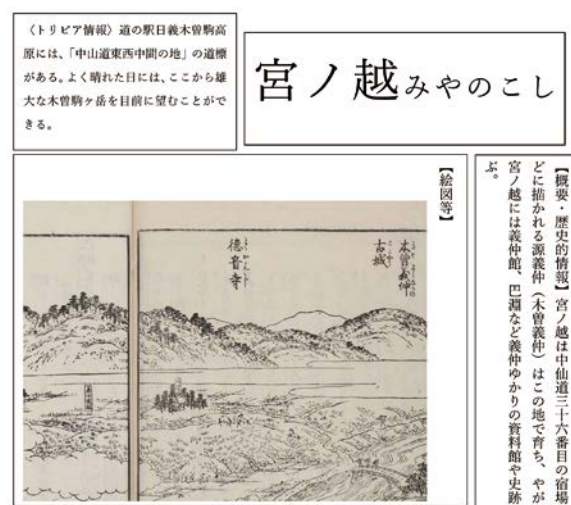 〈トリビア情報〉道の駅日義木曽駒高
原には、「中山道東西中間の地」の道標
がある。よく晴れた日には、ここから雄
大な木曽駒ヶ岳を目前に望むことがで
きる。
宮ノ越みやのこし
【概要・歴史的情報】宮ノ越は中仙道三十六番目の宿場
どに描かれる源義仲（木曽義仲）はこの地で育ち、やが
宮ノ越には義仲館、巴淵など義仲ゆかりの資料館や史跡
ぶ。
【絵図等】
木曽義仲
古城
徳音寺